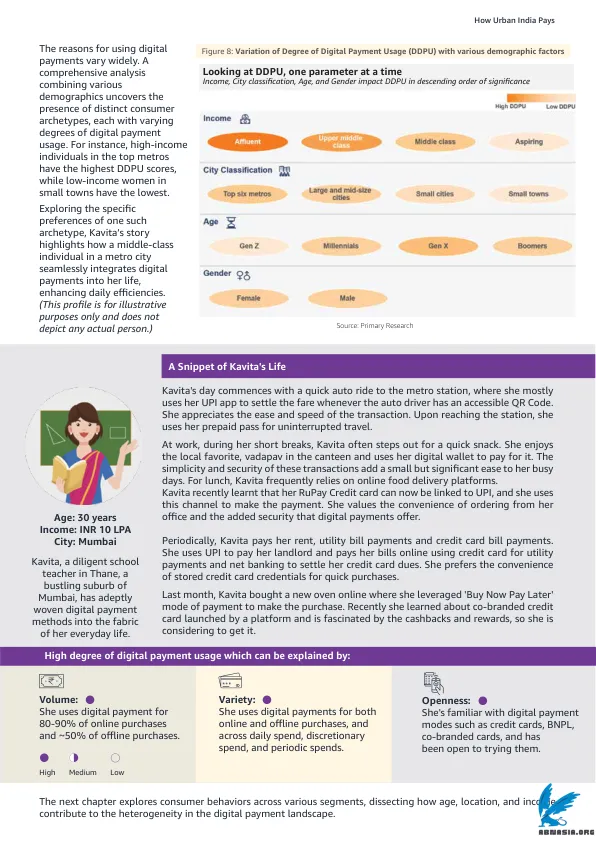 How Urban India Pays
The reasons for using digital
payments vary widely. A
comprehensive analysis
combining various
demographics uncovers the
presence of distinct consumer
archetypes, each with varying
degrees of digital payment
usage. For instance, high-income
individuals in the top metros
have the highest DDPU scores,
while low-income women in
small towns have the lowest.
Exploring the specific
preferences of one such
archetype, Kavita's story
highlights how a middle-class
individual in a metro city
seamlessly integrates digital
payments into her life,
enhancing daily efficiencies.
(This profile is for illustrative
purposes only and does not
depict any actual person.)
Figure 8: Variation of Degree of Digital Payment Usage (DDPU) with various demographic factors
Looking at DDPU, one parameter at a time
Income, City classification, Age, and Gender impact DDPU in descending order of significance
High DDPU Low DDPU
Income
Affluent
Upper middle
class
Middle class
Aspiring
City Classification
Top six metros
Large and mid-size
cities
Small cities
Small towns
Age
Gen Z
Millennials
Gen X
Boomers
Gender
Female
Male
Source: Primary Research
A Snippet of Kavita's Life
Age: 30 years
Income: INR 10 LPA
City: Mumbai
Kavita, a diligent school
teacher in Thane, a
bustling suburb of
Mumbai, has adeptly
woven digital payment
methods into the fabric
of her everyday life.
Kavita's day commences with a quick auto ride to the metro station, where she mostly
uses her UPI app to settle the fare whenever the auto driver has an accessible QR Code.
She appreciates the ease and speed of the transaction. Upon reaching the station, she
uses her prepaid pass for uninterrupted travel.
At work, during her short breaks, Kavita often steps out for a quick snack. She enjoys
the local favorite, vadapav in the canteen and uses her digital wallet to pay for it. The
simplicity and security of these transactions add a small but significant ease to her busy
days. For lunch, Kavita frequently relies on online food delivery platforms.
Kavita recently learnt that her RuPay Credit card can now be linked to UPI, and she uses
this channel to make the payment. She values the convenience of ordering from her
office and the added security that digital payments offer.
Periodically, Kavita pays her rent, utility bill payments and credit card bill payments.
She uses UPI to pay her landlord and pays her bills online using credit card for utility
payments and net banking to settle her credit card dues. She prefers the convenience
of stored credit card credentials for quick purchases.
Last month, Kavita bought a new oven online where she leveraged 'Buy Now Pay Later'
mode of payment to make the purchase. Recently she learned about co-branded credit
card launched by a platform and is fascinated by the cashbacks and rewards, so she is
considering to get it.
High degree of digital payment usage which can be explained by:
Volume:
She uses digital payment for
80-90% of online purchases
and ~50% of offline purchases.
High Medium Low
Variety:
She uses digital payments for both
online and offline purchases, and
across daily spend, discretionary
spend, and periodic spends.
Openness:
She's familiar with digital payment
modes such as credit cards, BNPL,
co-branded cards, and has
been open to trying them.
The next chapter explores consumer behaviors across various segments, dissecting how age, location, and income
contribute to the heterogeneity in the digital payment landscape.
ABNASIA.ORG